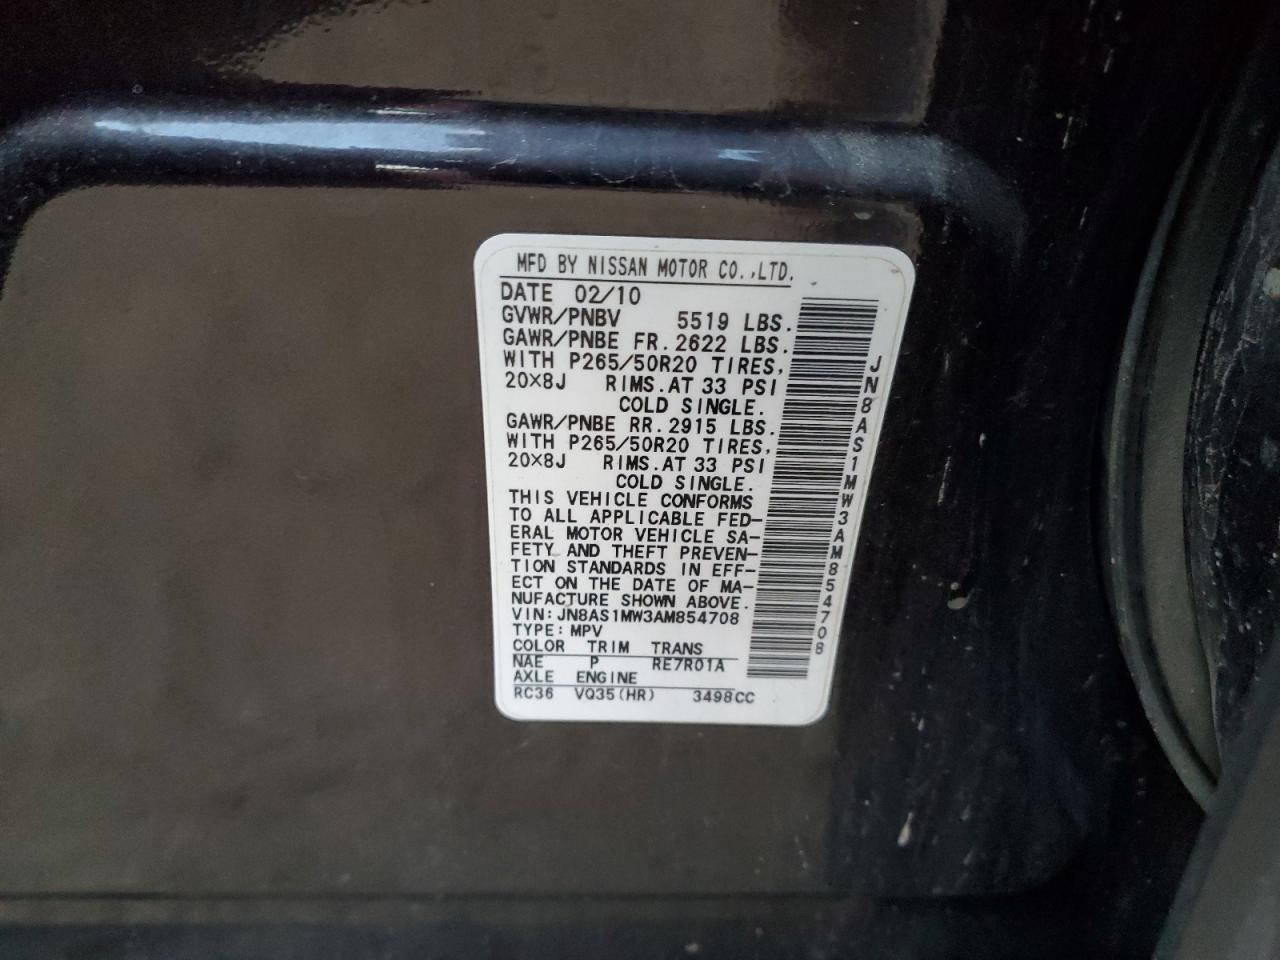 MFD BY NISSAN MOTOR CO.,LTD.
DATE 02/10
GVWR/PNBV 5519 LBS.
GAWR/PNBE FR. 2622 LBS.
WITH P265/50R20 TIRES,
20×8J RIMS.AT 33 PSI
COLD SINGLE.
GAWR/PNBE RR. 2915 LBS.
WITH P265/50R20 TIRES,
20×8J RIMS.AT 33 PSI
COLD SINGLE.
THIS VEHICLE CONFORMS
TO ALL APPLICABLE FED-
ERAL MOTOR VEHICLE SA-
FETY AND THEFT PREVEN-
TION STANDARDS IN EFF-
ECT ON THE DATE OF MA-
NUFACTURE SHOWN ABOVE.
VIN:JN8AS1MW3AM854708
TYPE:MPV
COLOR TRIM TRANS
NAE P RE7R01A
AXLE ENGINE
RC36 VQ35(HR) 3498CC
JN8AS1MW3AM854708